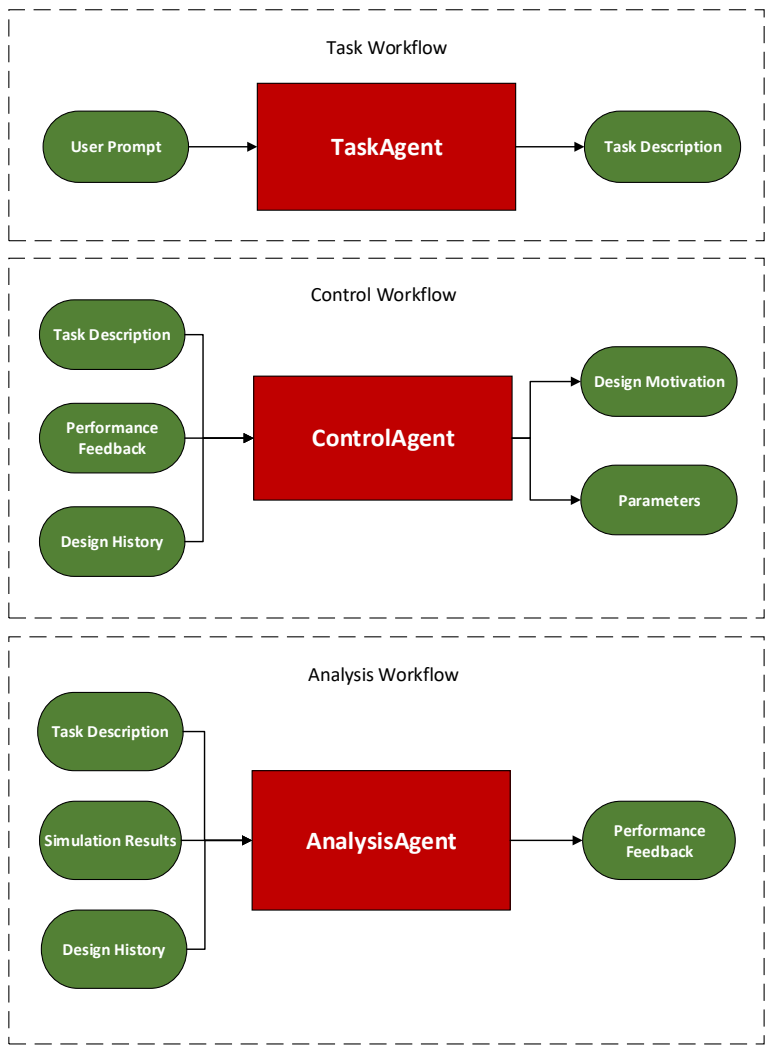 Task Workflow
User Prompt
TaskAgent
Task Description
Control Workflow
Task Description
Performance
Feedback
Design History
ControlAgent
Design Motivation
Parameters
Analysis Workflow
Task Description
Simulation Results
Design History
AnalysisAgent
Performance
Feedback